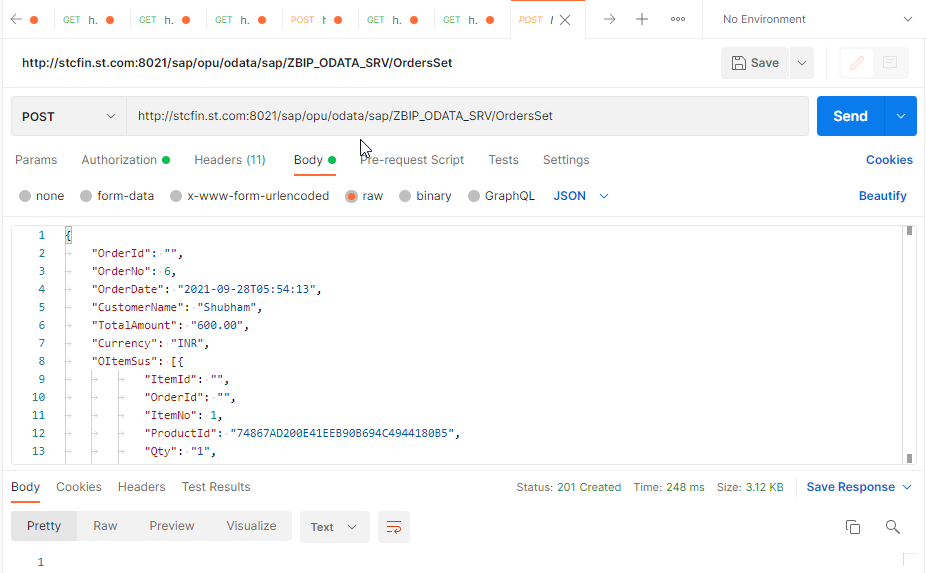 GET h. GET h. GET h. POST h GET h. GET h. POST No Environment
http://stcfin.st.com:8021/sap/opu/odata/sap/ZBIP_ODATA_SRV/OrdersSet Save
POST http://stcfin.st.com:8021/sap/opu/odata/sap/ZBIP_ODATA_SRV/OrdersSet Send
Params Authorization Headers (11) Body Pre-request Script Tests Settings Cookies
none form-data x-www-form-urlencoded raw binary GraphQL JSON Beautify
1 {
2 "OrderId": "",
3 "OrderNo": 6,
4 "OrderDate": "2021-09-28T05:54:13",
5 "CustomerName": "Shubham",
6 "TotalAmount": "600.00",
7 "Currency": "INR",
8 "OItemSus": [{
9 "ItemId": "",
10 "OrderId": "",
11 "ItemNo": 1,
12 "ProductId": "74867AD200E41EEB90B694C4944180B5",
13 "Qty": "1",
Body Cookies Headers Test Results Status: 201 Created Time: 248 ms Size: 3.12 KB Save Response
Pretty Raw Preview Visualize Text
1